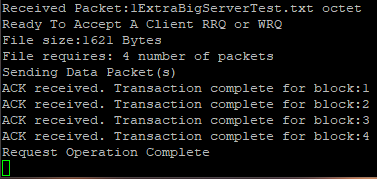 Received Packet:1ExtraBigServerTest.txt octet
Ready To Accept A Client RRQ or WRQ
File size:1621 Bytes
File requires: 4 number of packets
Sending Data Packet(s)
ACK received. Transaction complete for block:1
ACK received. Transaction complete for block:2
ACK received. Transaction complete for block:3
ACK received. Transaction complete for block:4
Request Operation Complete